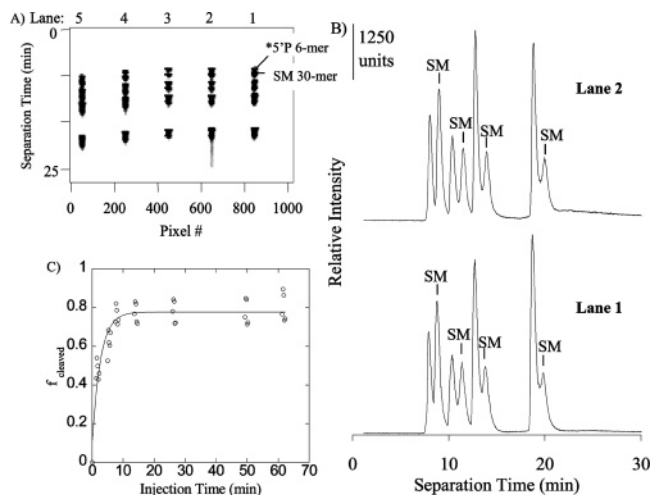 A) Lane:
5 4 3 2 1
0
25
Separation Time (min)
*5'P 6-mer
SM 30-mer
0 200 400 600 800 1000
Pixel #
B)
1250
units
SM
SM
SM
SM
Lane 2
Relative Intensity
SM
SM
SM
SM
Lane 1
0 10 20 30
Separation Time (min)
C)
1
0.8
0.6
0.4
0.2
0
f cleaved
0 10 20 30 40 50 60 70
Injection Time (min)